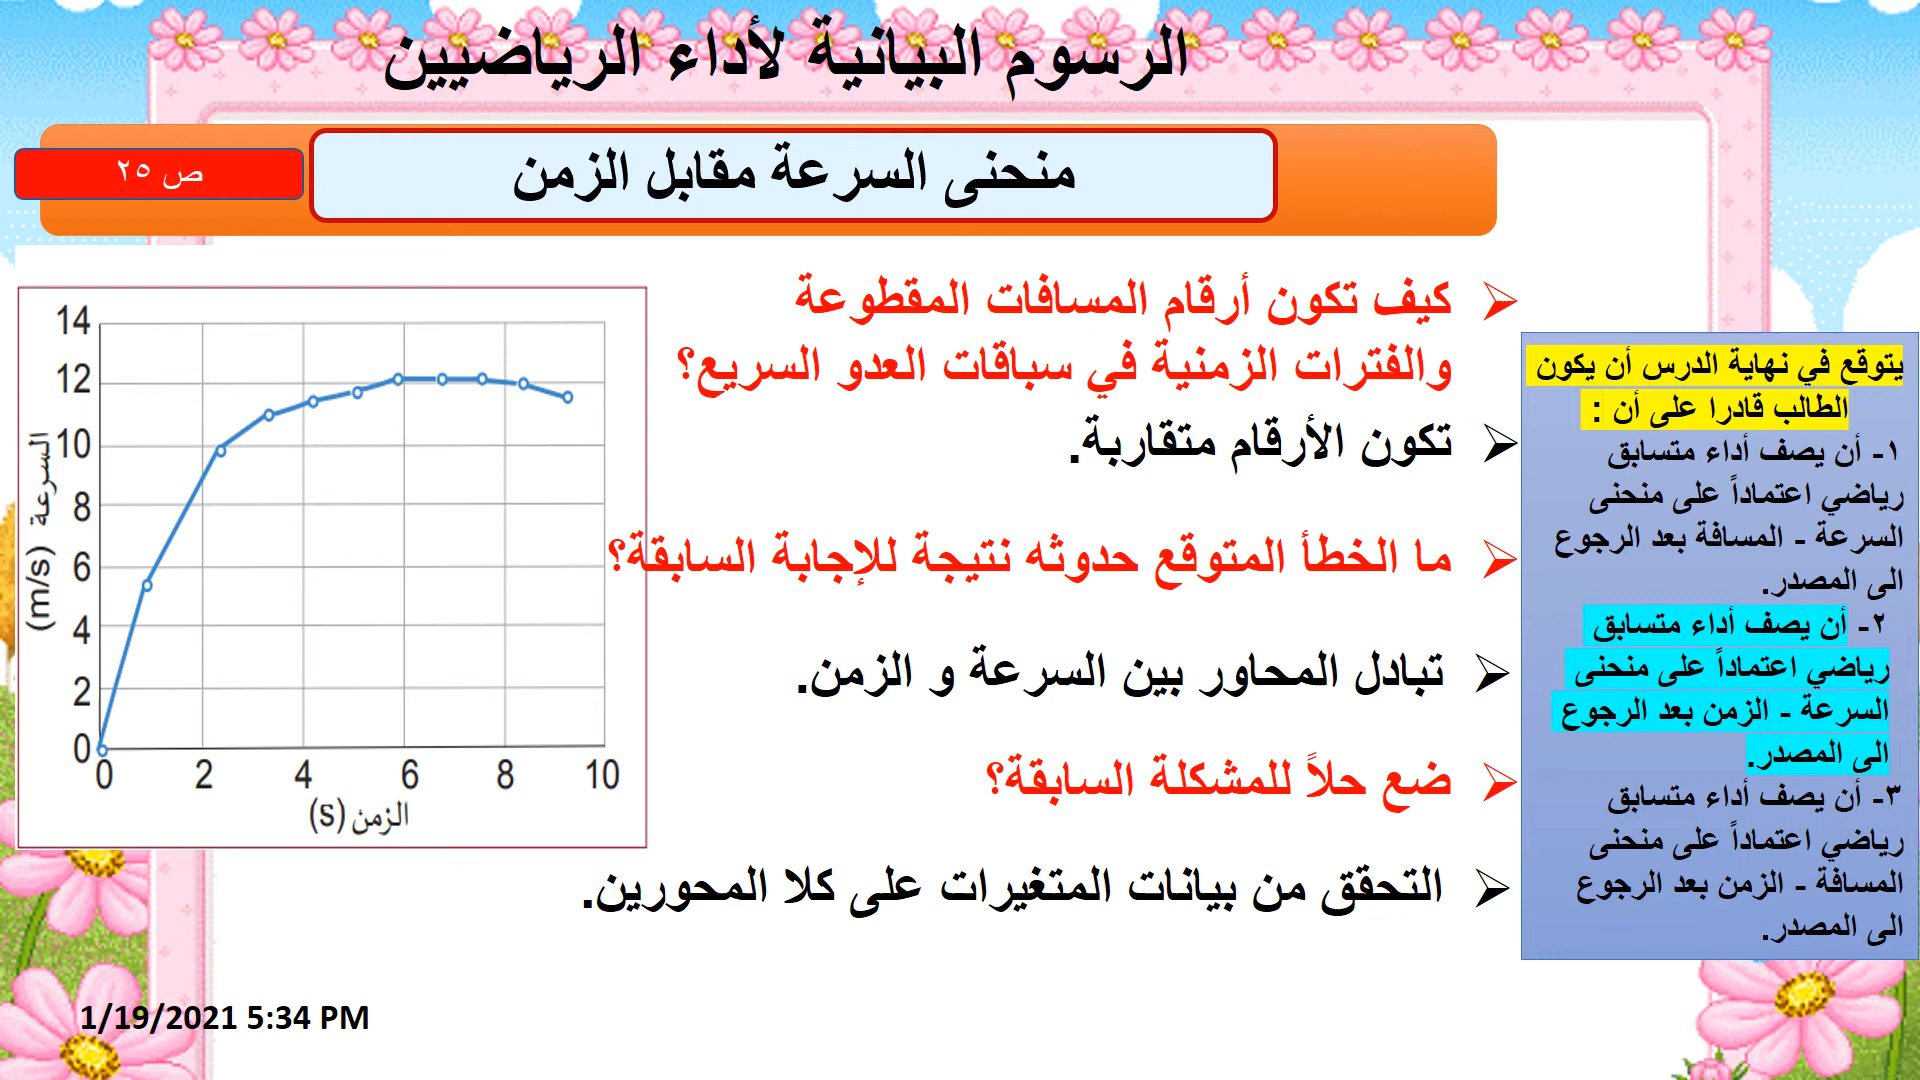 الرسوم البيانية لأداء الرياضيين
منحنى السرعة مقابل الزمن
ص ٢٥
كيف تكون أرقام المسافات المقطوعة
والفترات الزمنية في سباقات العدو السريع؟
تكون الأرقام متقاربة.
ما الخطأ المتوقع حدوثه نتيجة للإجابة السابقة؟
تبادل المحاور بين السرعة و الزمن.
ضع حلاً للمشكلة السابقة؟
التحقق من بيانات المتغيرات على كلا المحورين.
يتوقع في نهاية الدرس أن يكون
الطالب قادرا على أن :
١- أن يصف أداء متسابق
رياضي اعتماداً على منحنى
السرعة - المسافة بعد الرجوع
الى المصدر.
٢- أن يصف أداء متسابق
رياضي اعتماداً على منحنى
السرعة - الزمن بعد الرجوع
الى المصدر.
٣- أن يصف أداء متسابق
رياضي اعتماداً على منحنى
المسافة - الزمن بعد الرجوع
الى المصدر.
السرعة (m/s)
14
12
10
8
6
4
2
0
0 2 4 6 8 10
الزمن (s)
1/19/2021 5:34 PM